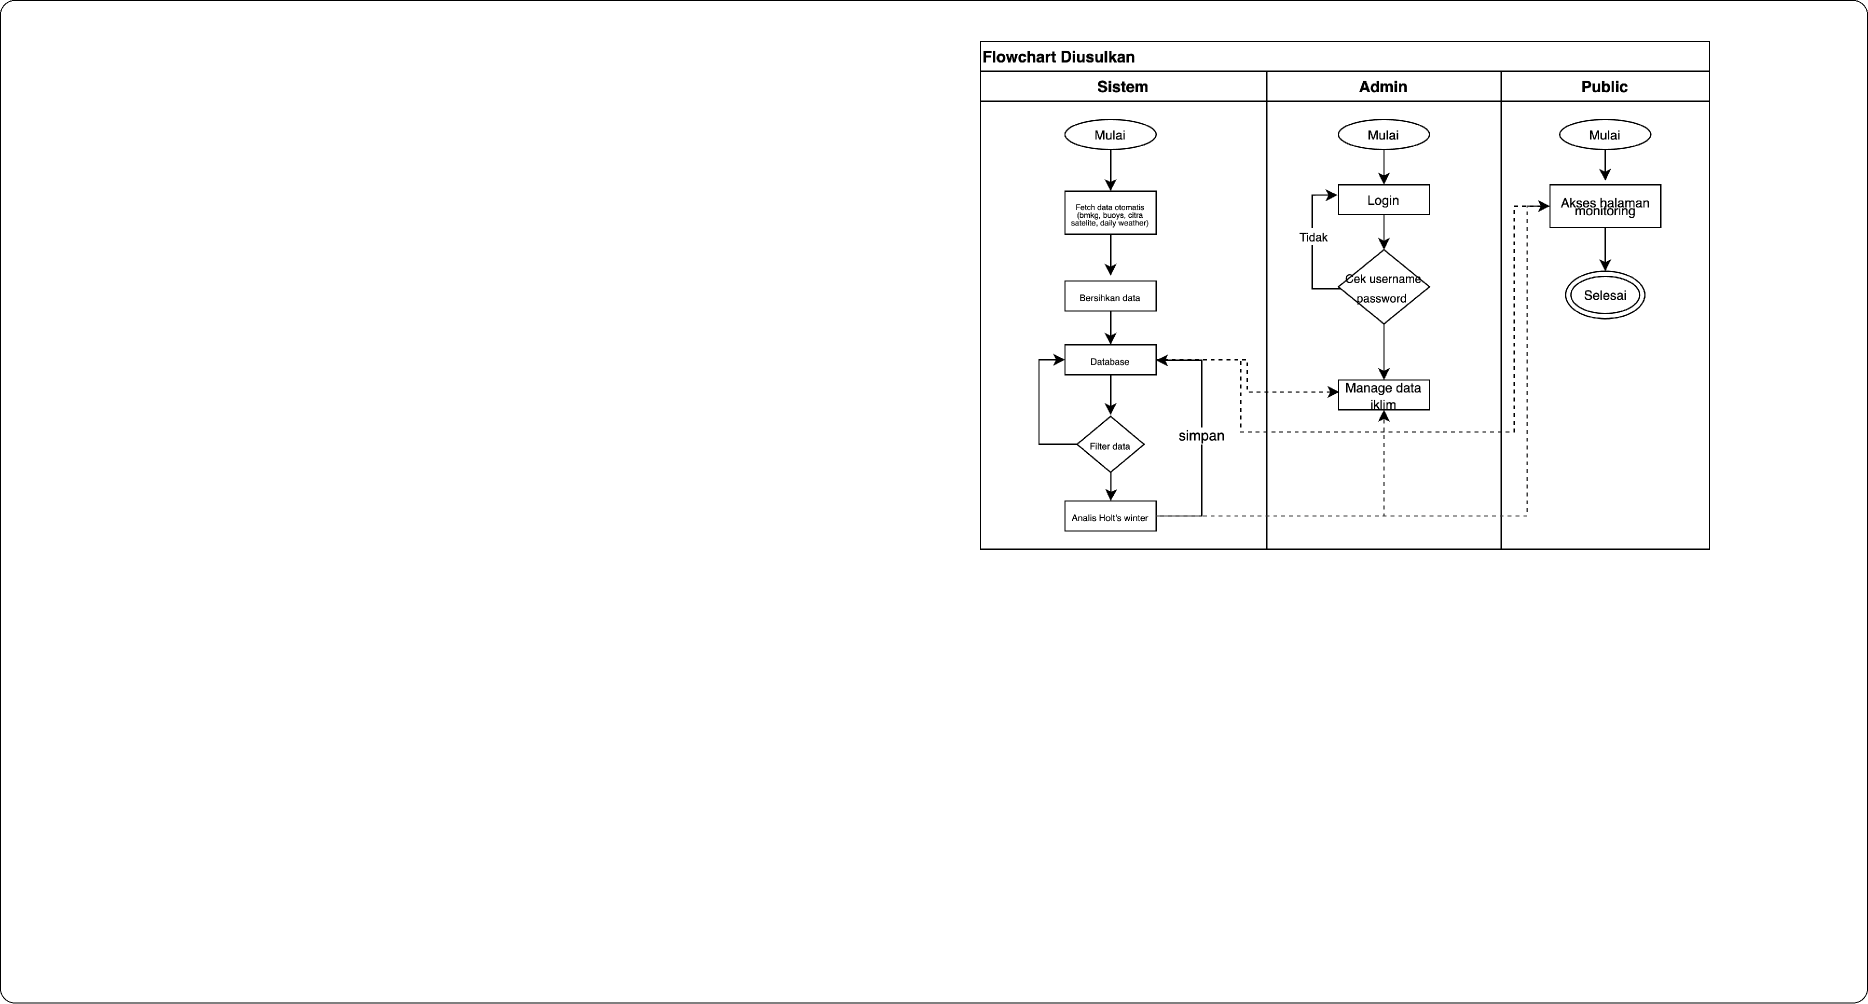 Flowchart Diusulkan
Sistem
Admin
Public
Mulai
Fetch data otomatis
(bmkg, buoys, citra
satelite, daily weather)
Bersihkan data
Database
Filter data
simpan
Analis Holt's winter
Mulai
Login
Tidak
Cek username
password
Manage data
iklim
Mulai
Akses halaman
monitoring
Selesai